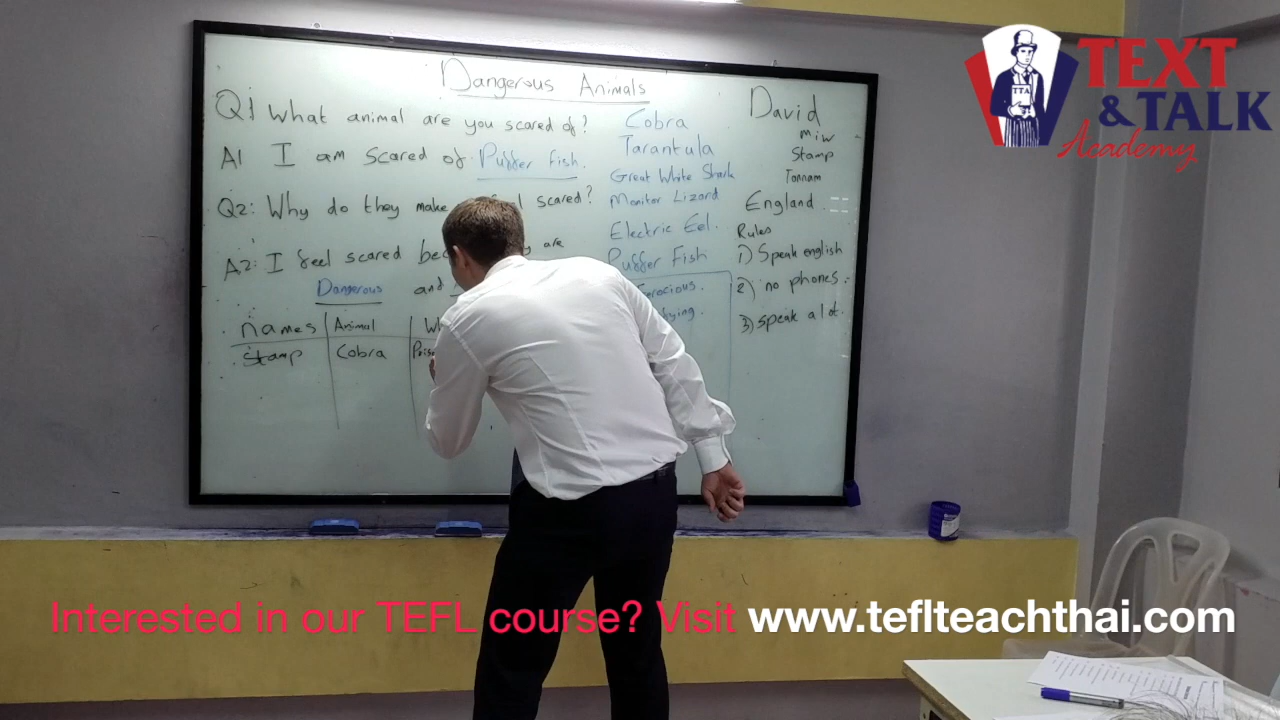 Dangerous Animals
Q1 What animal are you scared of?
A1 I am scared of Puffer fish.
Q2: Why do they make scared?
A2: I feel scared are
Dangerous and
names Animal
Stamp Cobra
Cobra
Tarantula
Great White Shark
Monitor Lizard
Electric Eel.
Puffer Fish
David
Miw
Stamp
Tannam
England
Rules
1) Speak english
2) no phones.
3) Speak a lot.
TEXT
& TALK
Academy
TTA
Interested in our TEFL course? Visit www.teflteachthai.com